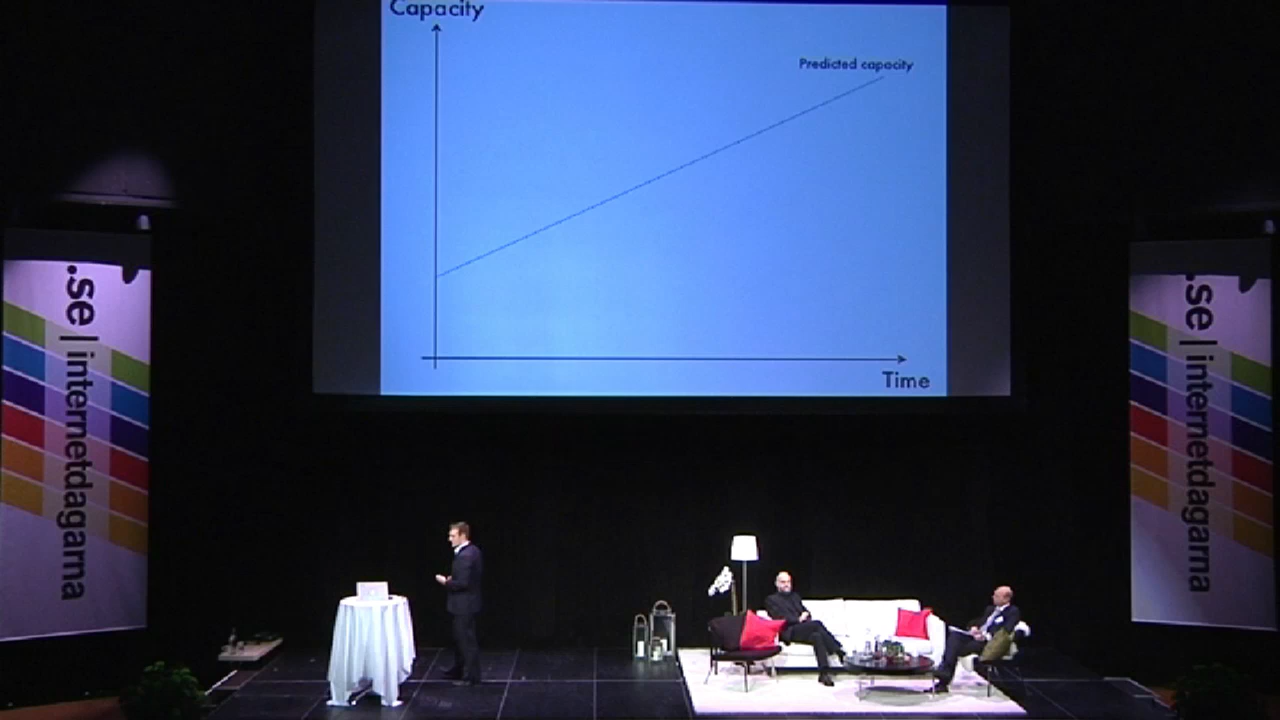 Capacity
Predicted capacity
Time
.se | internetdagarna
.se | internetdagarna